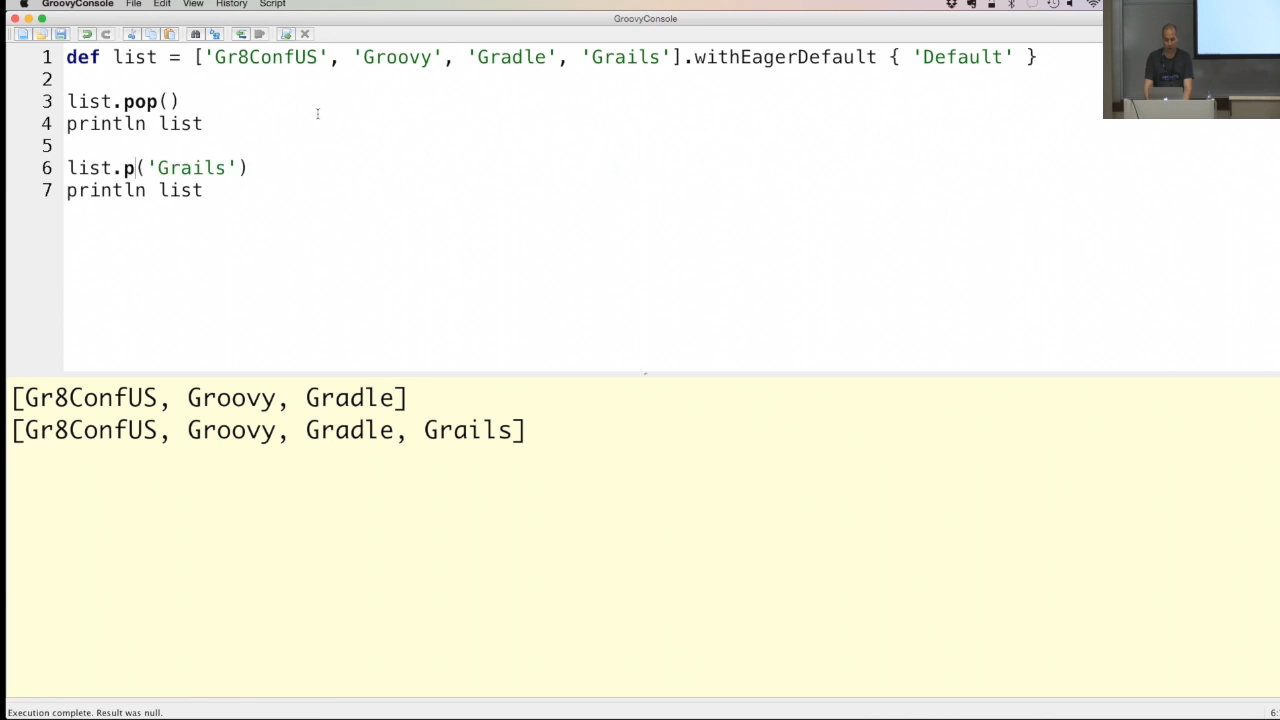 GroovyConsole File Edit View History Script
GroovyConsole
1 def list = ['Gr8ConfUS', 'Groovy', 'Gradle', 'Grails'].withEagerDefault { 'Default' }
2
3 list.pop()
4 println list
5
6 list.p('Grails')
7 println list
[Gr8ConfUS, Groovy, Gradle]
[Gr8ConfUS, Groovy, Gradle, Grails]
Execution complete. Result was null.
6: